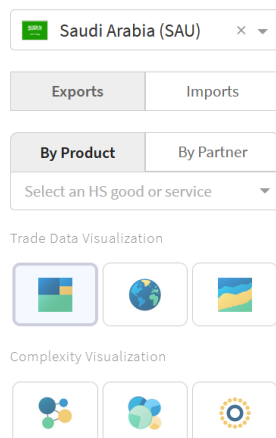 Saudi Arabia (SAU)
Exports Imports
By Product By Partner
Select an HS good or service
Trade Data Visualization
Complexity Visualization